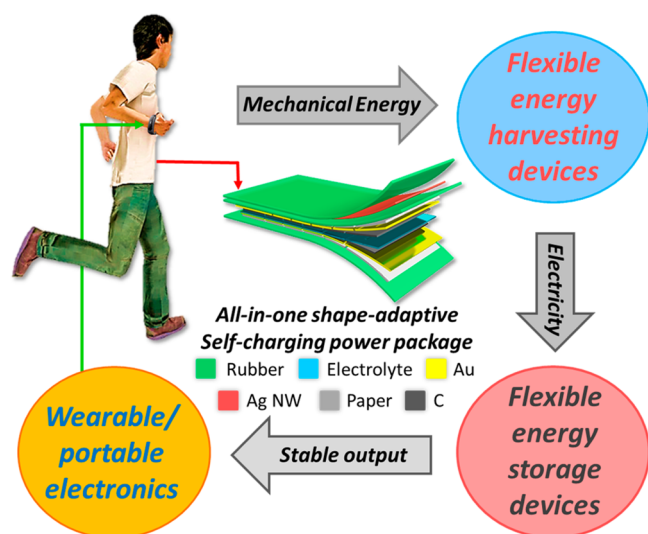 Mechanical Energy
Flexible
energy
harvesting
devices
Electricity
All-in-one shape-adaptive
Self-charging power package
Rubber Electrolyte Au
Ag NW Paper C
Flexible
energy
storage
devices
Stable output
Wearable/
portable
electronics